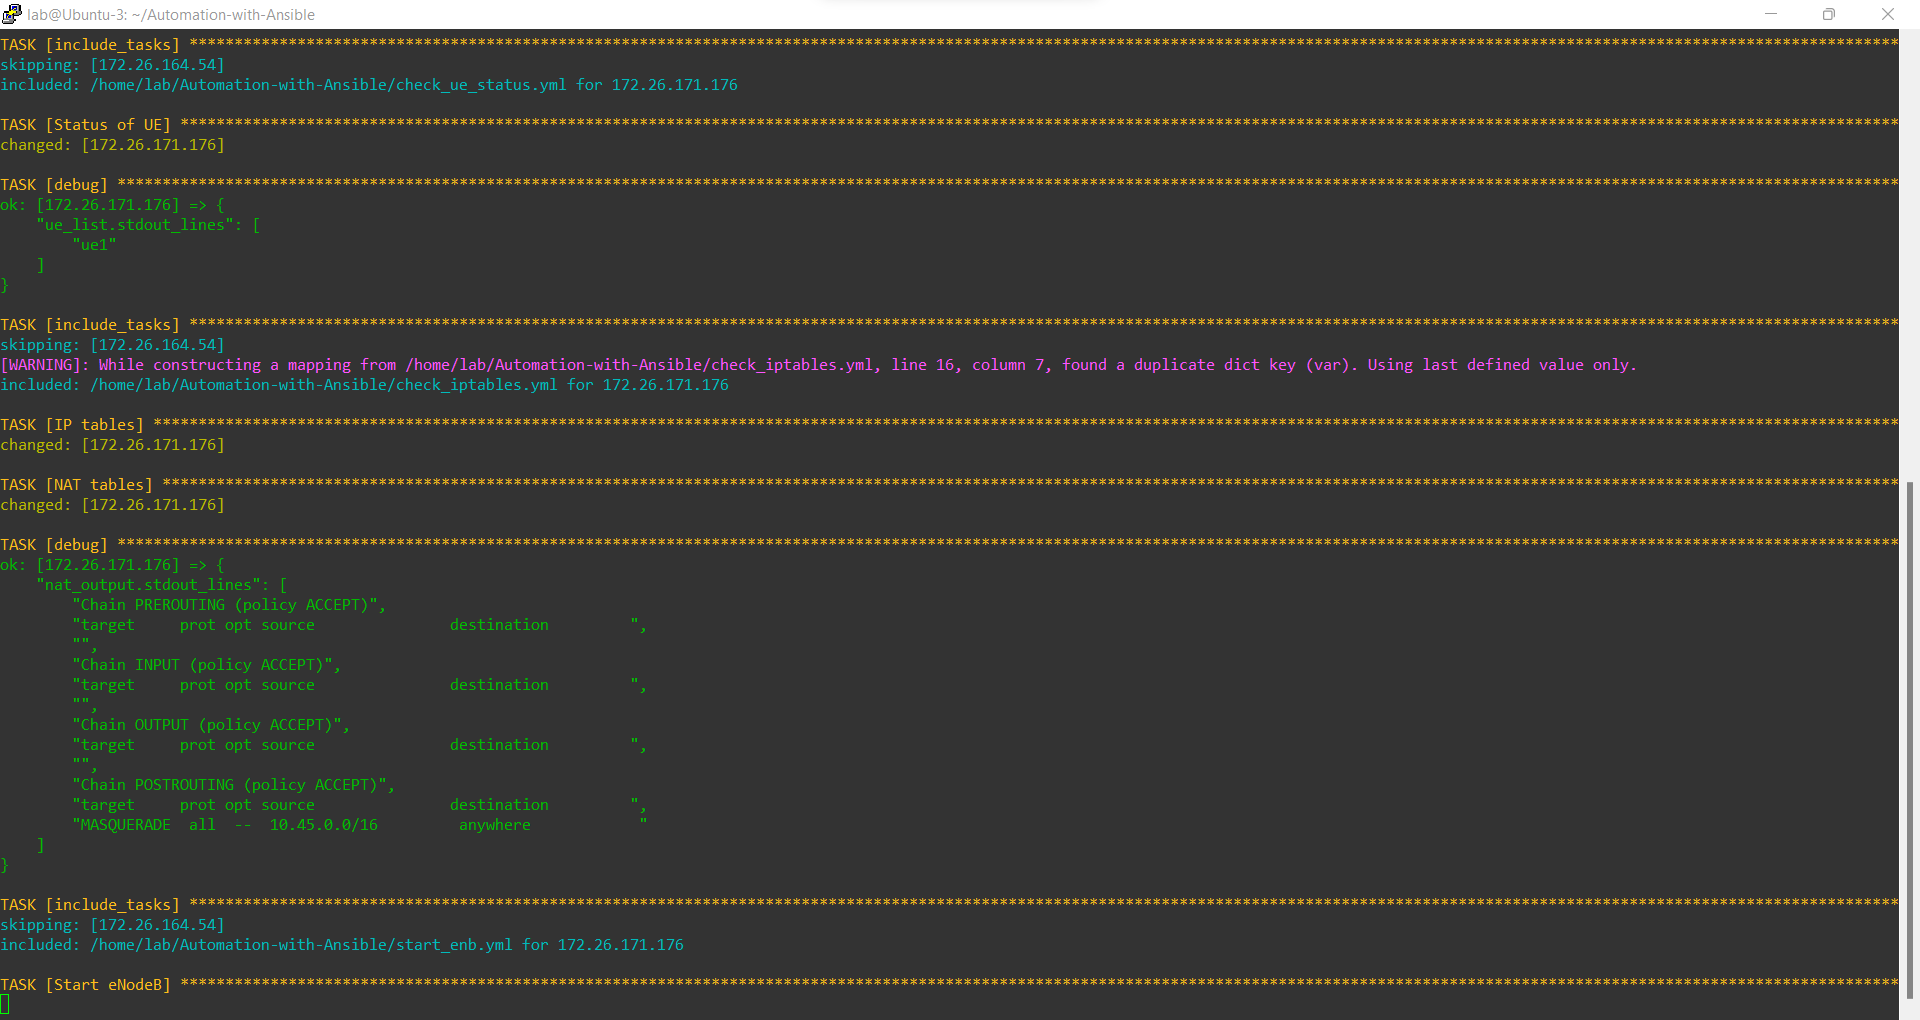 lab@Ubuntu-3: ~/Automation-with-Ansible
TASK [include_tasks] ***********************************************************************************************************************************************************************************************
skipping: [172.26.164.54]
included: /home/lab/Automation-with-Ansible/check_ue_status.yml for 172.26.171.176
TASK [Status of UE] ************************************************************************************************************************************************************************************************
changed: [172.26.171.176]
TASK [debug] *******************************************************************************************************************************************************************************************************
ok: [172.26.171.176] => {
    "ue_list.stdout_lines": [
        "ue1"
    ]
}
TASK [include_tasks] ***********************************************************************************************************************************************************************************************
skipping: [172.26.164.54]
[WARNING]: While constructing a mapping from /home/lab/Automation-with-Ansible/check_iptables.yml, line 16, column 7, found a duplicate dict key (var). Using last defined value only.
included: /home/lab/Automation-with-Ansible/check_iptables.yml for 172.26.171.176
TASK [IP tables] ***************************************************************************************************************************************************************************************************
changed: [172.26.171.176]
TASK [NAT tables] **************************************************************************************************************************************************************************************************
changed: [172.26.171.176]
TASK [debug] *******************************************************************************************************************************************************************************************************
ok: [172.26.171.176] => {
    "nat_output.stdout_lines": [
        "Chain PREROUTING (policy ACCEPT)",
        "target     prot opt source               destination         ",
        "",
        "Chain INPUT (policy ACCEPT)",
        "target     prot opt source               destination         ",
        "",
        "Chain OUTPUT (policy ACCEPT)",
        "target     prot opt source               destination         ",
        "",
        "Chain POSTROUTING (policy ACCEPT)",
        "target     prot opt source               destination         ",
        "MASQUERADE  all  --  10.45.0.0/16         anywhere            "
    ]
}
TASK [include_tasks] ***********************************************************************************************************************************************************************************************
skipping: [172.26.164.54]
included: /home/lab/Automation-with-Ansible/start_enb.yml for 172.26.171.176
TASK [Start eNodeB] ************************************************************************************************************************************************************************************************